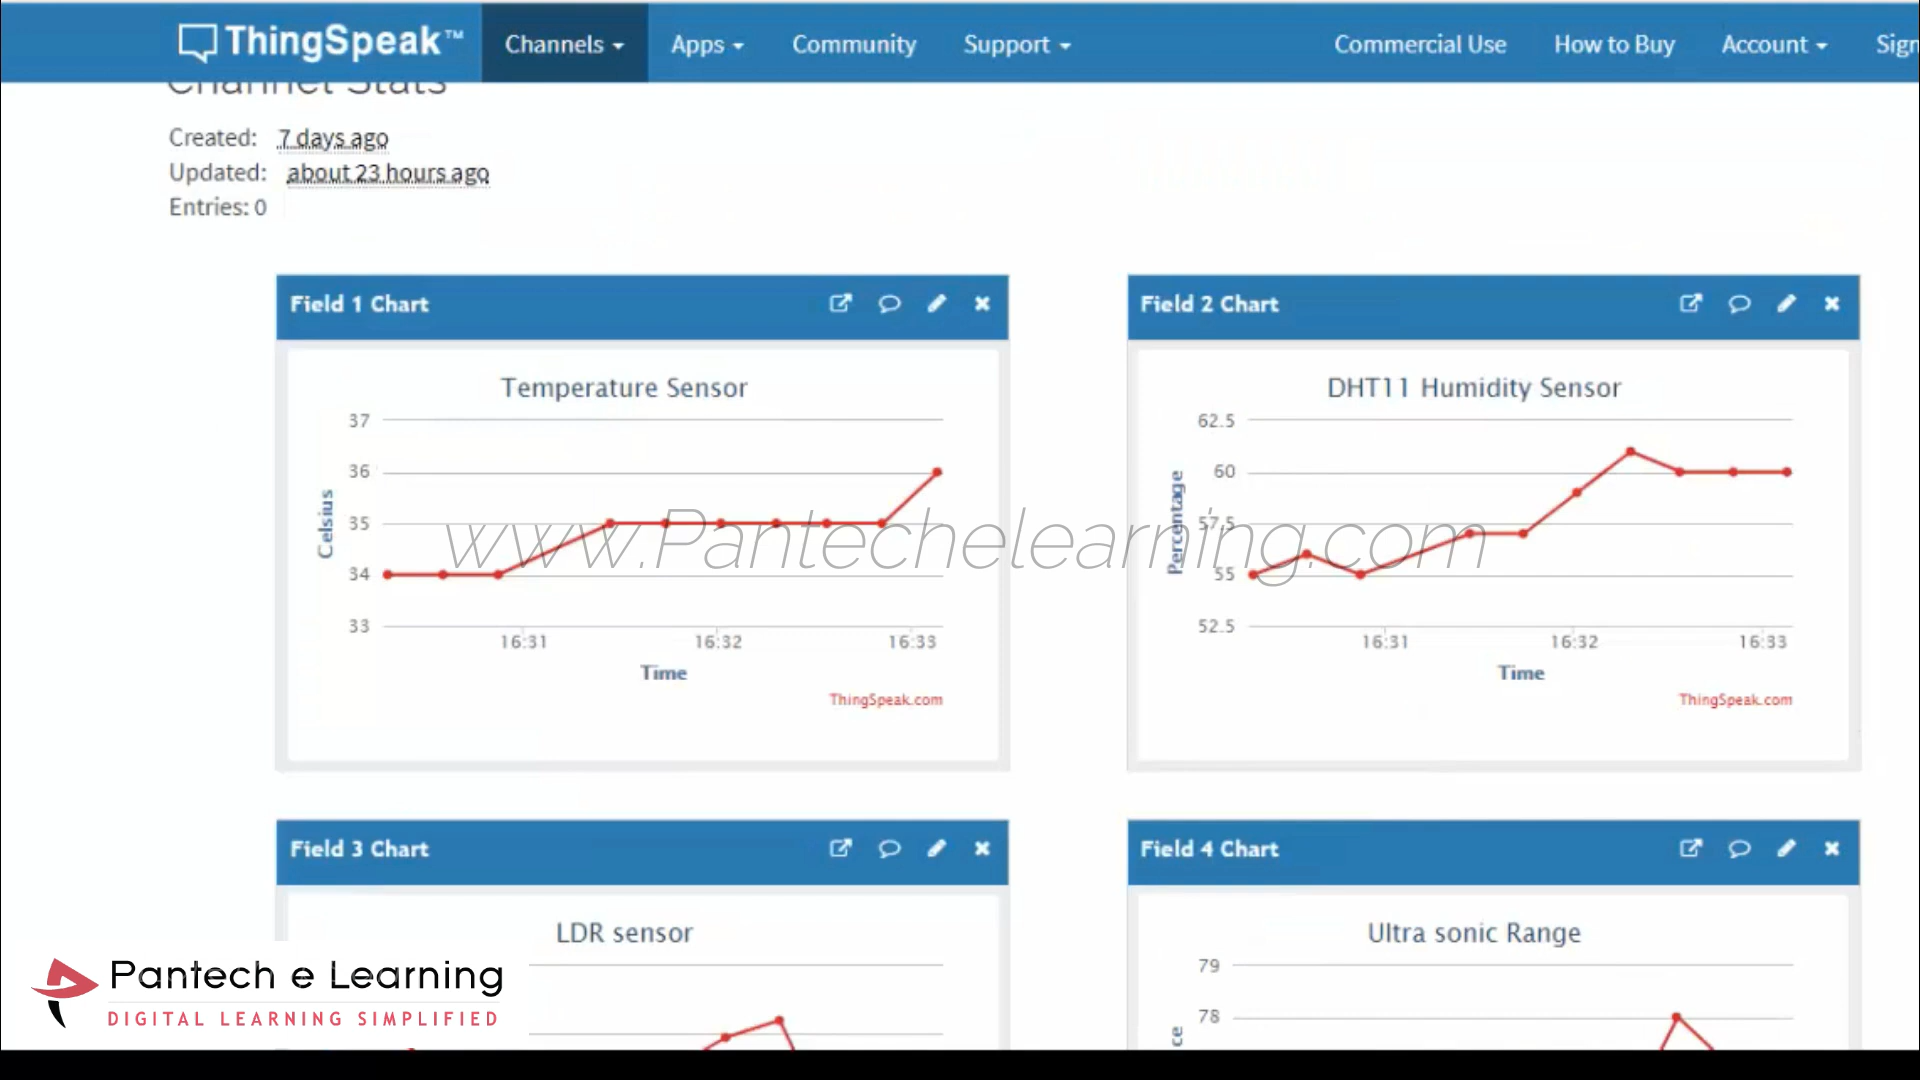 ThingSpeak™ Channels Apps Community Support Commercial Use How to Buy Account Sign
Channel Stats
Created: 7 days ago
Updated: about 23 hours ago
Entries: 0
Field 1 Chart
Temperature Sensor
37
36
35
34
33
Celsius
16:31 16:32 16:33
Time
ThingSpeak.com
Field 2 Chart
DHT11 Humidity Sensor
62.5
60
57.5
55
52.5
Percentage
16:31 16:32 16:33
Time
ThingSpeak.com
www.Pantechelearning.com
Field 3 Chart
LDR sensor
Field 4 Chart
Ultra sonic Range
79
78
ce
Pantech e Learning
DIGITAL LEARNING SIMPLIFIED